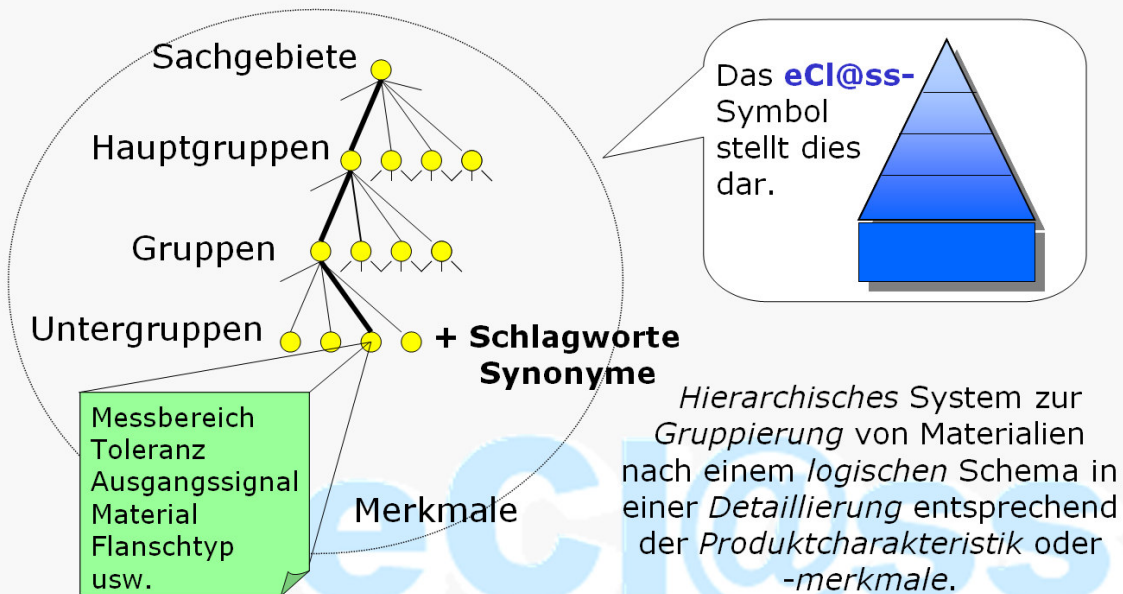 Sachgebiete
Hauptgruppen
Gruppen
Untergruppen
+ Schlagworte
Synonyme
Messbereich
Toleranz
Ausgangssignal
Material
Flanschtyp
usw.
Merkmale
Das eCl@ss-
Symbol
stellt dies
dar.
Hierarchisches System zur
Gruppierung von Materialien
nach einem logischen Schema in
einer Detaillierung entsprechend
der Produktcharakteristik oder
-merkmale.
eCl@ss